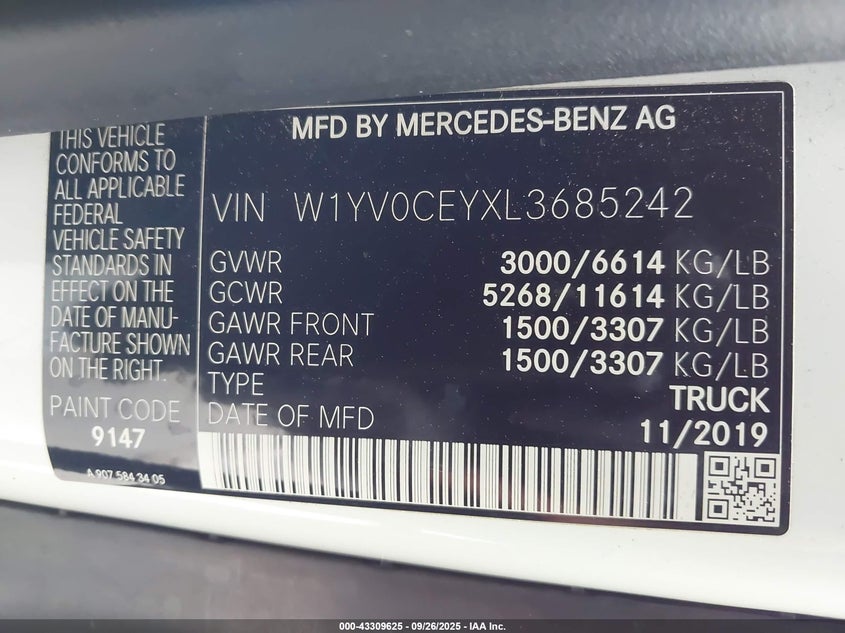 THIS VEHICLE
CONFORMS TO
ALL APPLICABLE
FEDERAL
VEHICLE SAFETY
STANDARDS IN
EFFECT ON THE
DATE OF MANU-
FACTURE SHOWN
ON THE RIGHT.
PAINT CODE
9147
A 907 584 34 05
MFD BY MERCEDES-BENZ AG
VIN W1YV0CEYXL3685242
GVWR 3000/6614 KG/LB
GCWR 5268/11614 KG/LB
GAWR FRONT 1500/3307 KG/LB
GAWR REAR 1500/3307 KG/LB
TYPE TRUCK
DATE OF MFD 11/2019
000-43309625 - 09/26/2025 - IAA Inc.